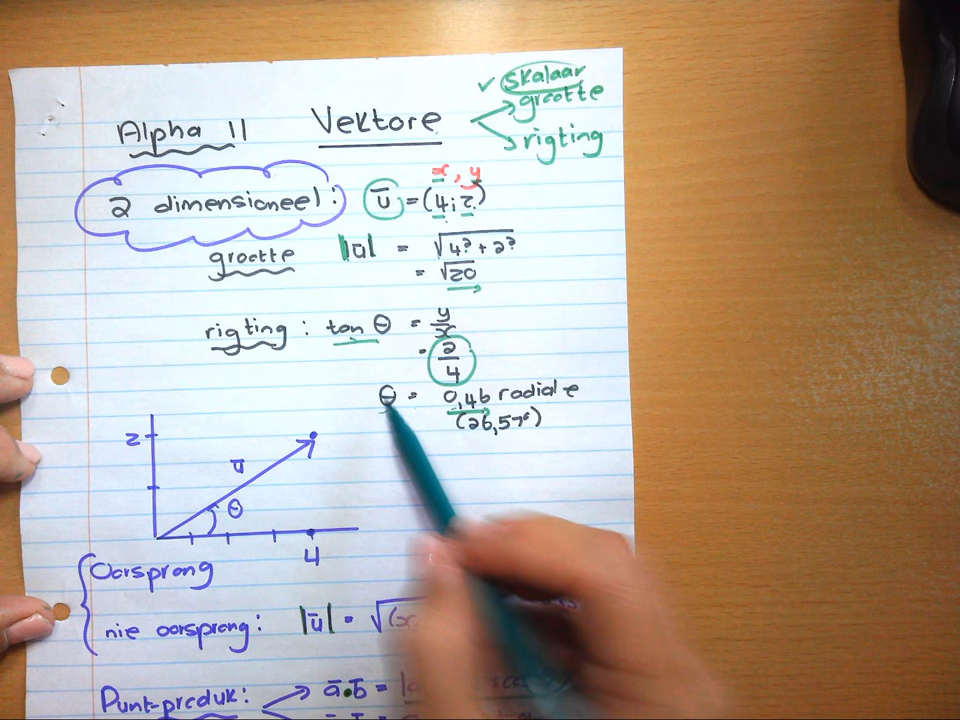 ✓ skalaar
grootte
Alpha 11 Vektore
rigting
x, y
2 dimensioneel: ū = (4; 2)
grootte |ū| = √4² + 2²
= √20
rigting: tan θ = y/x
= 2/4
θ = 0,46 radiale
(26,57°)
2
ū
θ
4
Oorsprong
nie oorsprong: |ū| = √(x
Punt-produk: → ā•b̄ =